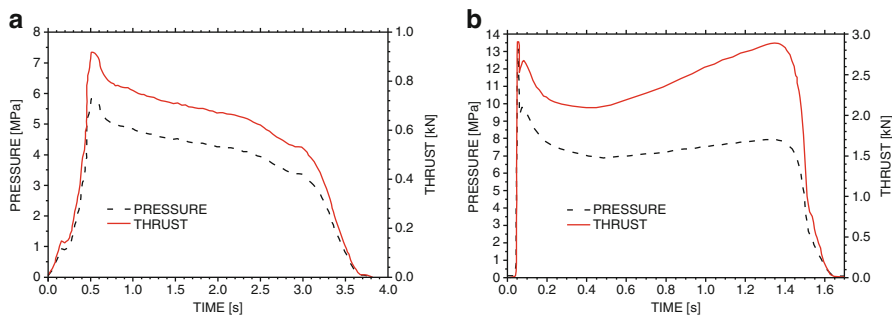 a
8
7
6
5
4
3
2
1
0
PRESSURE [MPa]
1.0
0.8
0.6
0.4
0.2
0.0
THRUST [kN]
PRESSURE
THRUST
0.0 0.5 1.0 1.5 2.0 2.5 3.0 3.5 4.0
TIME [s]
b
14
13
12
11
10
9
8
7
6
5
4
3
2
1
0
PRESSURE [MPa]
3.0
2.5
2.0
1.5
1.0
0.5
0.0
THRUST [kN]
PRESSURE
THRUST
0.0 0.2 0.4 0.6 0.8 1.0 1.2 1.4 1.6
TIME [s]